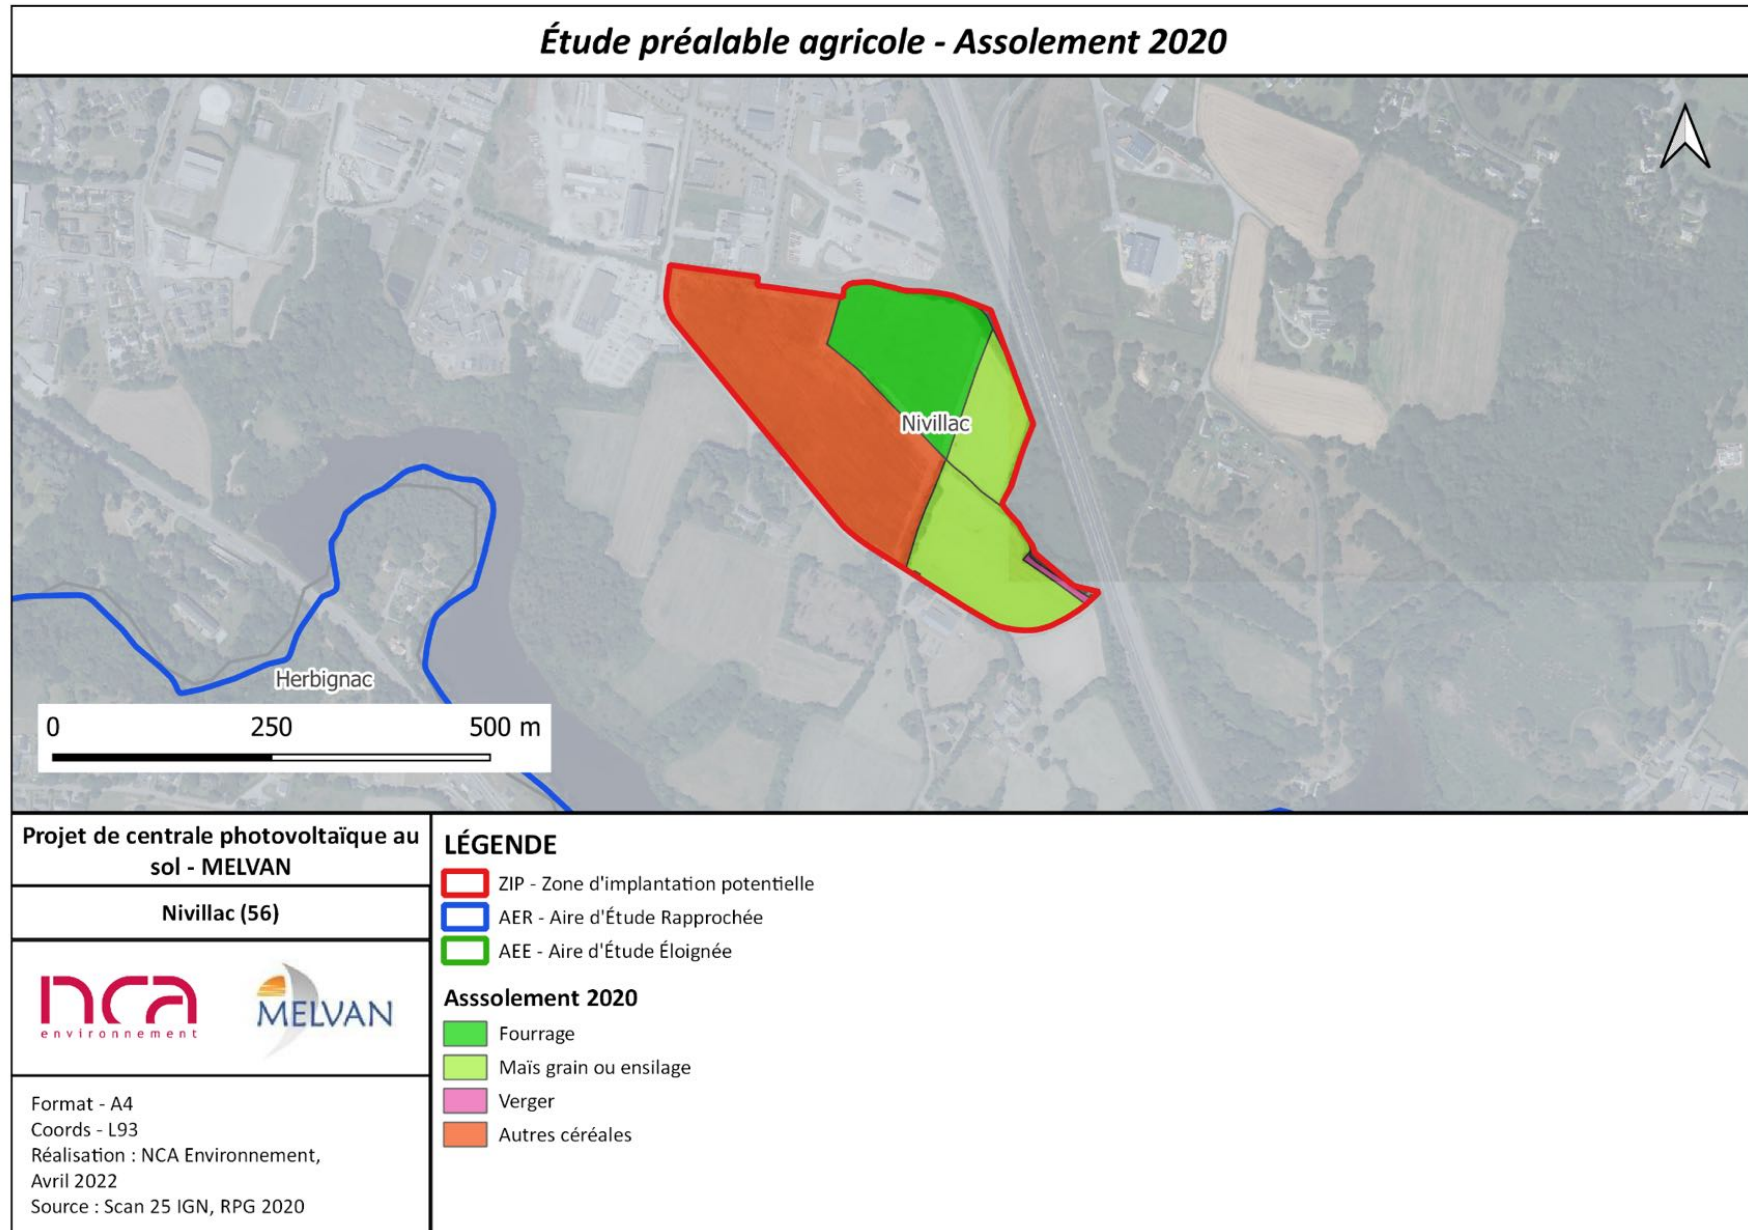 Étude préalable agricole - Assolement 2020
Nivillac
Herbignac
0 250 500 m
Projet de centrale photovoltaïque au
sol - MELVAN
Nivillac (56)
nca
environnement
MELVAN
Format - A4
Coords - L93
Réalisation : NCA Environnement,
Avril 2022
Source : Scan 25 IGN, RPG 2020
LÉGENDE
ZIP - Zone d'implantation potentielle
AER - Aire d'Étude Rapprochée
AEE - Aire d'Étude Éloignée
Asssolement 2020
Fourrage
Maïs grain ou ensilage
Verger
Autres céréales